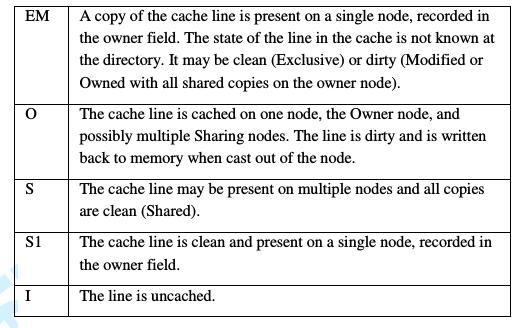 EM A copy of the cache line is present on a single node, recorded in
the owner field. The state of the line in the cache is not known at
the directory. It may be clean (Exclusive) or dirty (Modified or
Owned with all shared copies on the owner node).
O The cache line is cached on one node, the Owner node, and
possibly multiple Sharing nodes. The line is dirty and is written
back to memory when cast out of the node.
S The cache line may be present on multiple nodes and all copies
are clean (Shared).
S1 The cache line is clean and present on a single node, recorded in
the owner field.
I The line is uncached.